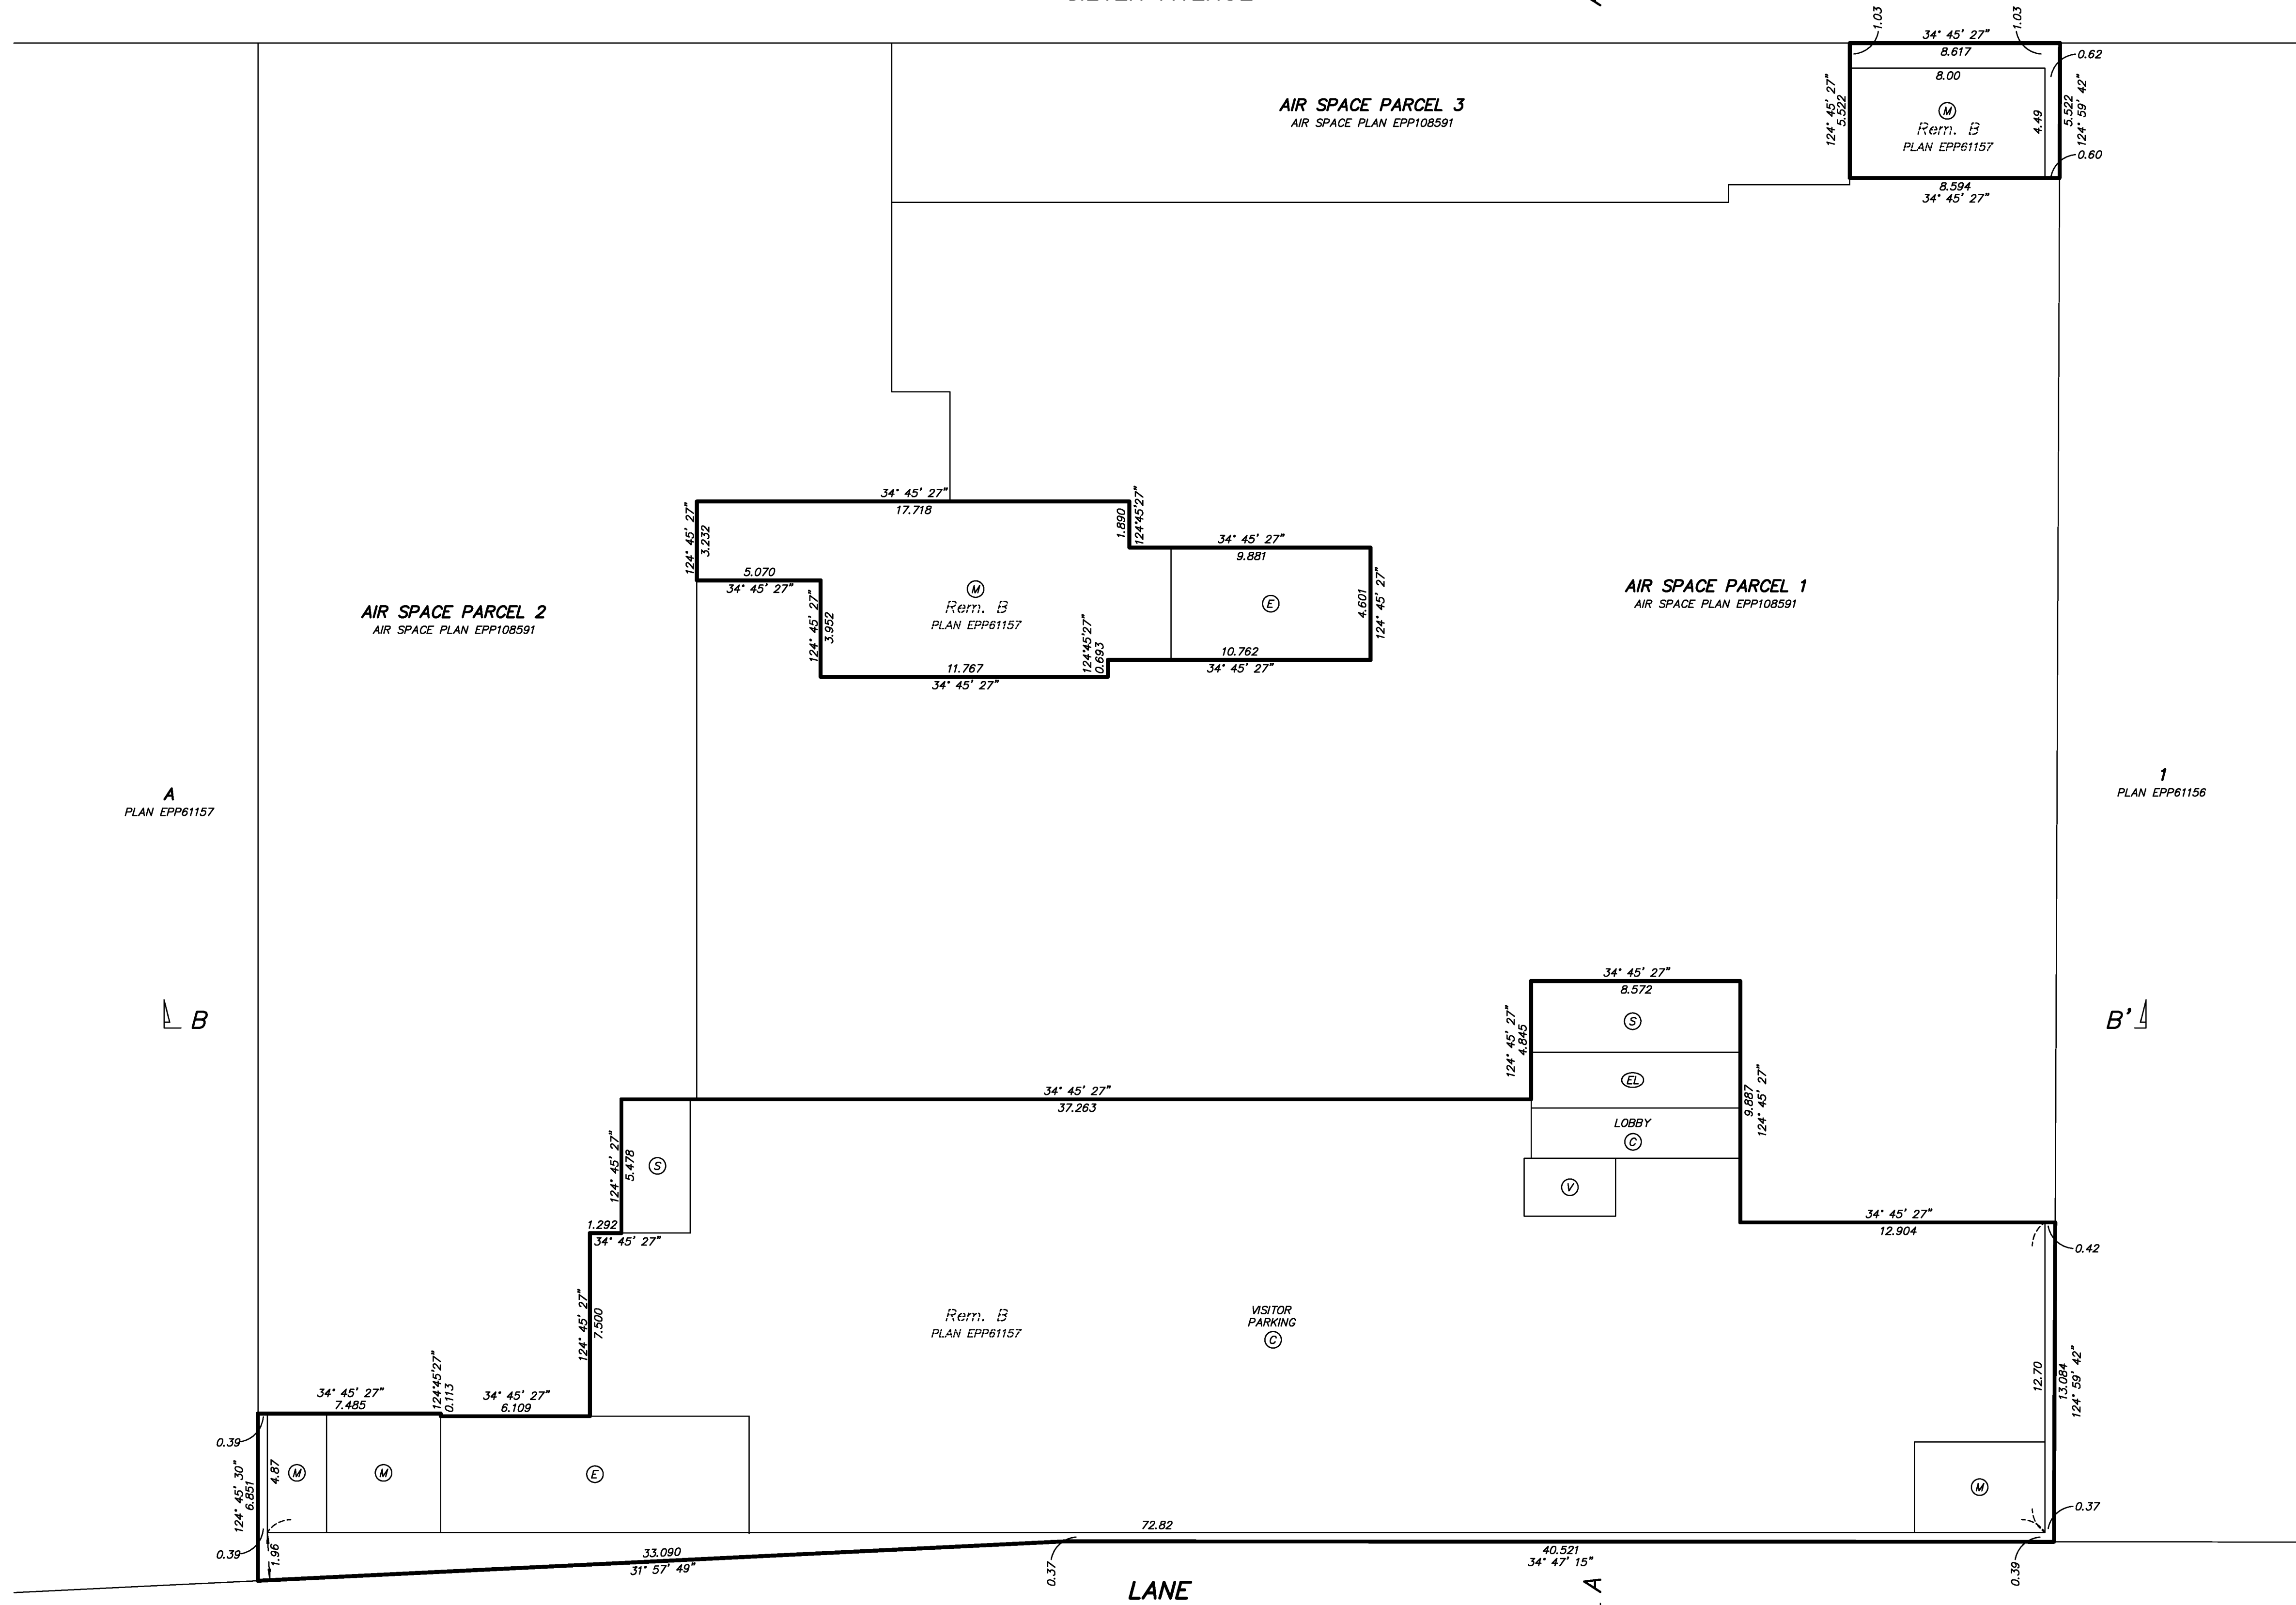 1.03
1.03
34° 45' 27"
8.617
0.62
8.00
124° 45' 27"
5.522
M
Rem. B
PLAN EPP61157
4.49
5.522
124° 59' 42"
0.60
8.594
34° 45' 27"
AIR SPACE PARCEL 3
AIR SPACE PLAN EPP108591
34° 45' 27"
17.718
124° 45' 27"
3.232
1.890
124°45'27"
34° 45' 27"
9.881
5.070
34° 45' 27"
124° 45' 27"
3.952
M
Rem. B
PLAN EPP61157
E
4.601
124° 45' 27"
124°45'27"
0.693
10.762
34° 45' 27"
11.767
34° 45' 27"
AIR SPACE PARCEL 2
AIR SPACE PLAN EPP108591
AIR SPACE PARCEL 1
AIR SPACE PLAN EPP108591
A
PLAN EPP61157
1
PLAN EPP61156
B
B'
34° 45' 27"
8.572
124° 45' 27"
4.845
S
EL
LOBBY
C
V
9.887
124° 45' 27"
34° 45' 27"
37.263
124° 45' 27"
5.478
S
1.292
34° 45' 27"
34° 45' 27"
12.904
0.42
124° 45' 27"
7.500
Rem. B
PLAN EPP61157
VISITOR
PARKING
C
12.70
13.084
124° 59' 42"
34° 45' 27"
7.485
124°45'27"
0.113
34° 45' 27"
6.109
0.39
124° 45' 30"
6.851
4.87
M
M
E
M
0.37
0.39
1.96
72.82
33.090
31° 57' 49"
0.37
40.521
34° 47' 15"
0.39
LANE
A